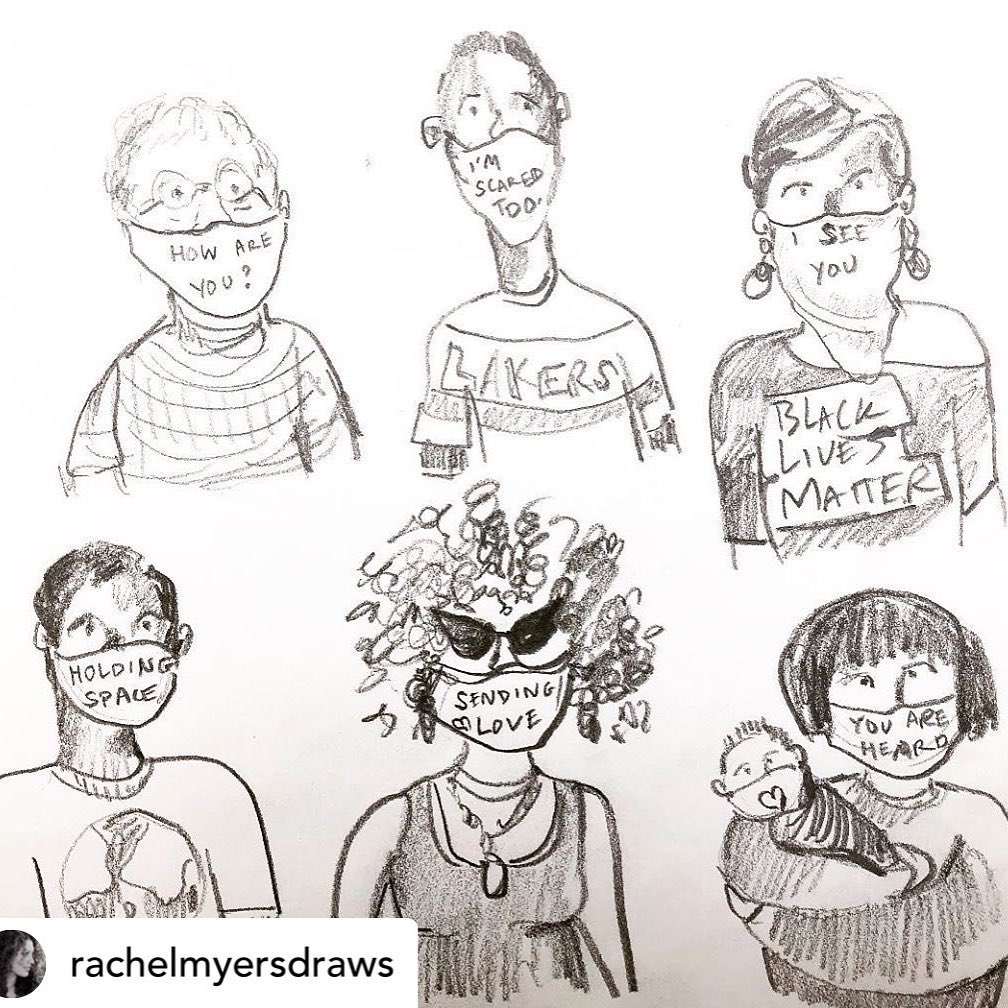 HOW ARE
YOU?
I'M
SCARED
TOO.
LAKERS
I SEE
YOU
BLACK
LIVES
MATTER
HOLDING
SPACE
SENDING
LOVE
YOU ARE
HEARD
rachelmyersdraws